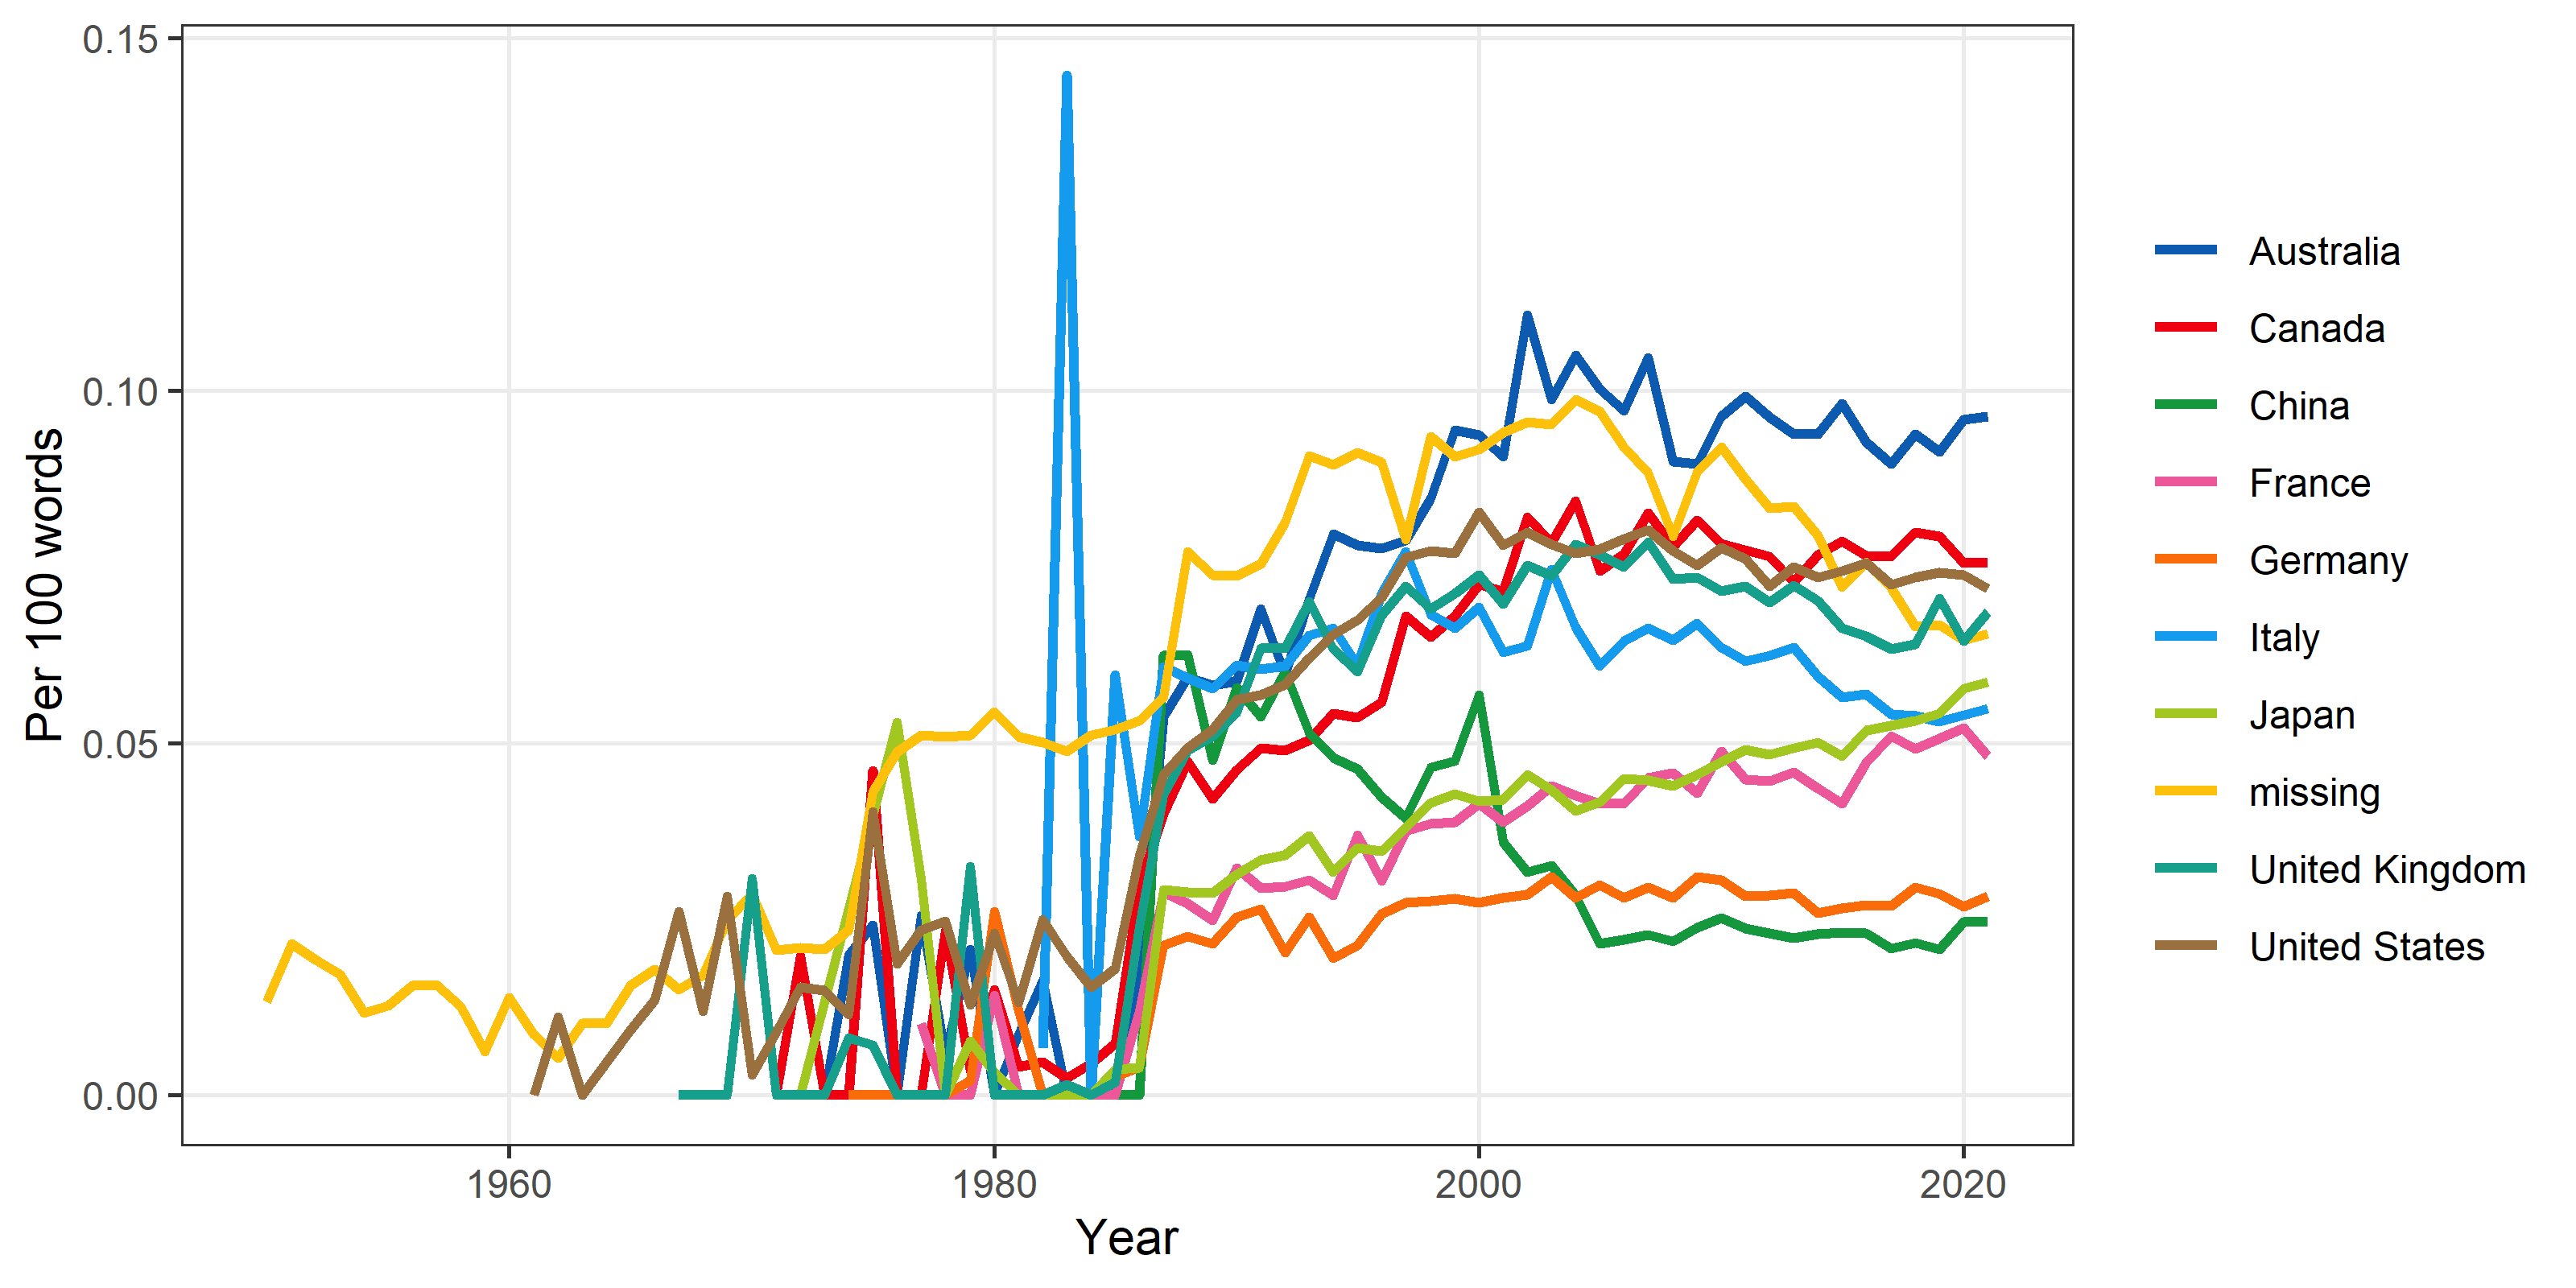 Per 100 words
0.15
0.10
0.05
0.00
1960
1980
2000
2020
Year
Australia
Canada
China
France
Germany
Italy
Japan
missing
United Kingdom
United States